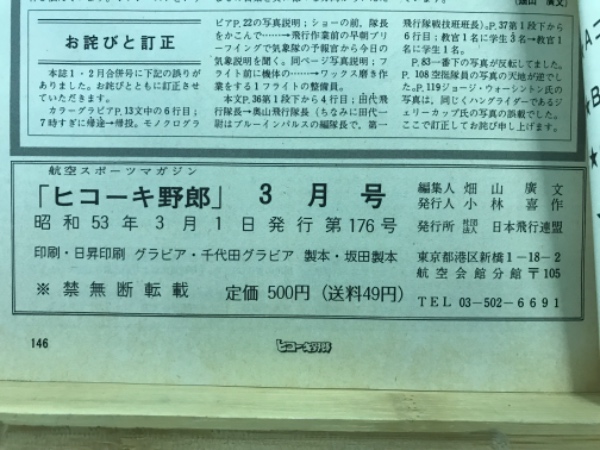 (畑山 廣文)
お詫びと訂正
本誌1・2月合併号に下記の誤りが
ありました。お詫びとともに訂正させ
ていただきます。
カラーグラビアP.13文中の6行目;
7時すぎに帰途→帰投。モノクログラ
ビアP.22の写真説明;ショーの前、隊長
をかこんで……→飛行作業前の早朝ブリ
ーフイングで気象隊の予報官から今日の
気象説明を聞く。同ページ写真説明;フ
ライト前に機体の……→ワックス磨き作
業をする1フライトの整備員。
本文P.36第1段下から4行目;由代飛
行隊長→奥山飛行隊長(ちなみに田代一
尉はブルーインパルスの編隊長で、第一
飛行隊戦技班班長)。P.37第1段下から
6行目;教官1名に学生3名→教官1
名に学生1名。
P.83一番下の写真が反転してました。
P.108空挺隊員の写真の天地が逆でし
た。P.119ジョージ・ウォーシントン氏の
写真は、同じくハングライダーであるジ
ェリーカップ氏の写真の誤載でした。
ここで訂正してお詫び申し上げます。
航空スポーツマガジン
「ヒコーキ野郎」 3月号
昭和53年3月1日発行第176号
編集人 畑山廣文
発行人 小林喜作
発行所 社団法人 日本飛行連盟
印刷・日昇印刷 グラビア・千代田グラビア 製本・坂田製本
東京都港区新橋1-18-2
航空会館分館〒105
※禁無断転載 定価500円(送料49円)
TEL 03-502-6691
146
ヒコーキ野郎